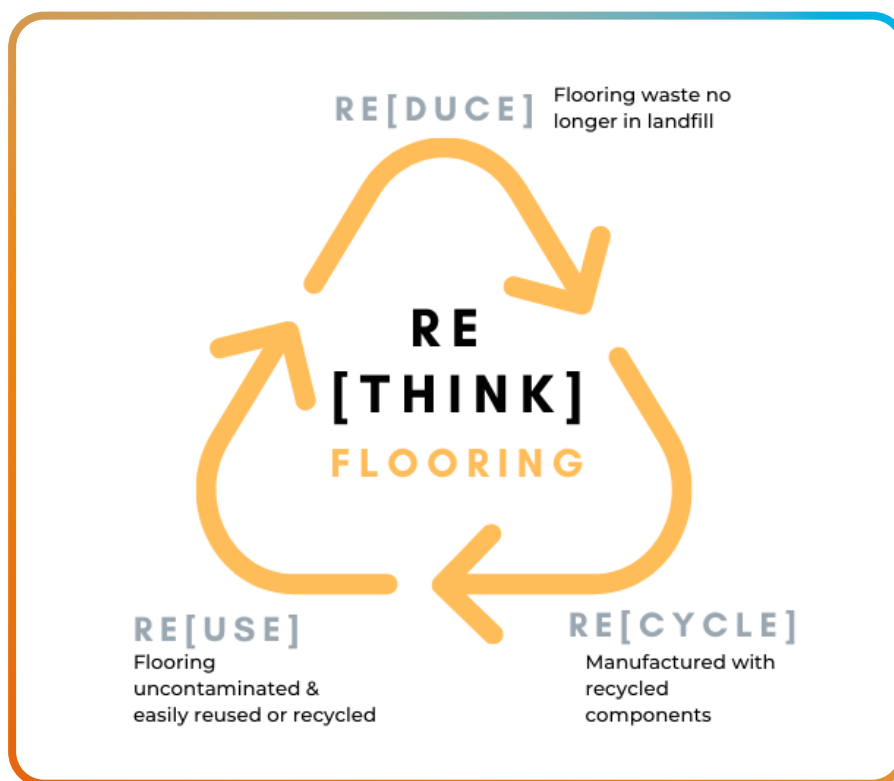 RE[DUCE]
Flooring waste no
longer in landfill
RE
[THINK]
FLOORING
RE[USE]
Flooring
uncontaminated &
easily reused or recycled
RE[CYCLE]
Manufactured with
recycled
components